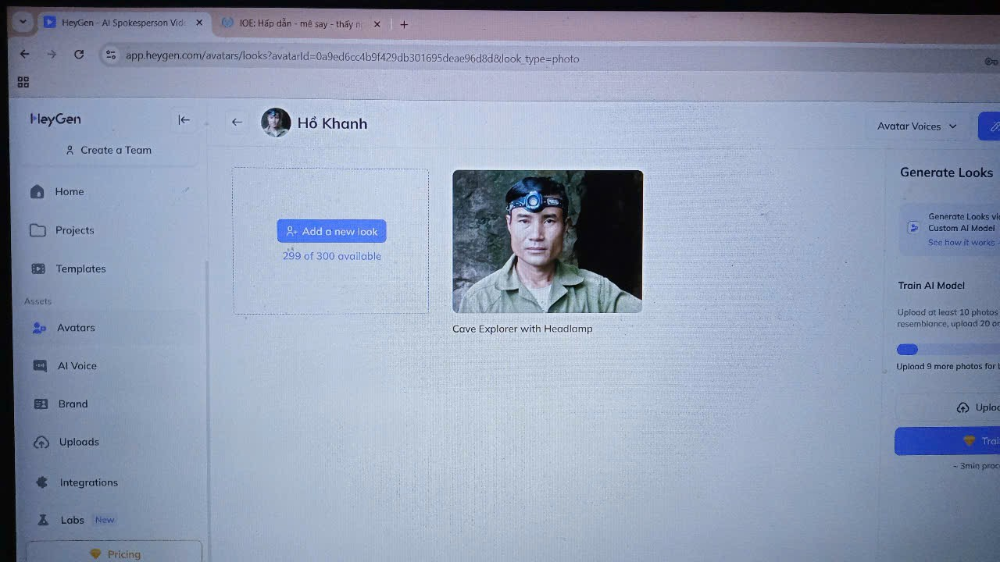 HeyGen - AI Spokesperson Vid
IOE: Hấp dẫn - mê say - thấy n
app.heygen.com/avatars/looks?avatarId=0a9ed6cc4b9f429db301695deae96d8d&look_type=photo
HeyGen
Create a Team
Home
Projects
Templates
Assets
Avatars
AI Voice
Brand
Uploads
Integrations
Labs New
Pricing
Hồ Khanh
Avatar Voices
Add a new look
299 of 300 available
PETZL
Cave Explorer with Headlamp
Generate Looks
Generate Looks vi
Custom AI Model
See how it works
Train AI Model
Upload at least 10 photos
resemblance, upload 20 or
Upload 9 more photos for b
Uploa
Trai
~ 3min proc